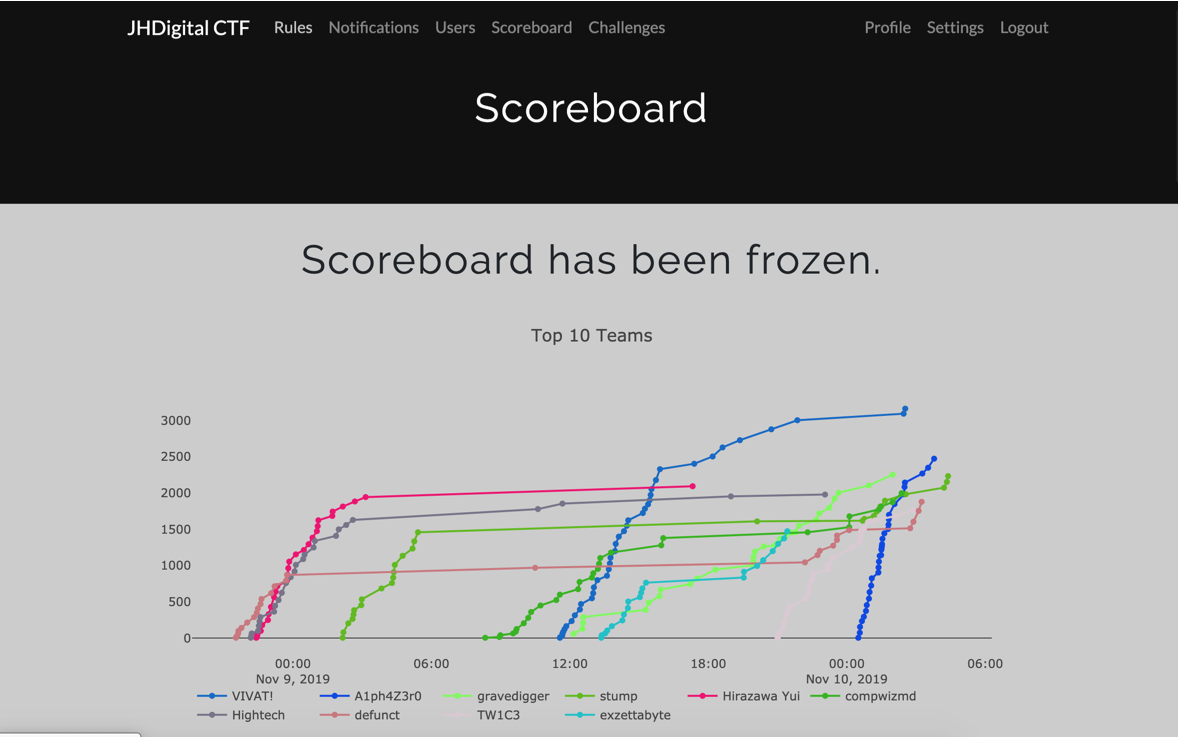 JHDigital CTF Rules Notifications Users Scoreboard Challenges Profile Settings Logout
Scoreboard
Scoreboard has been frozen.
Top 10 Teams
3000
2500
2000
1500
1000
500
0
00:00 06:00 12:00 18:00 00:00 06:00
Nov 9, 2019 Nov 10, 2019
VIVAT! A1ph4Z3r0 gravedigger stump Hirazawa Yui compwizmd
Hightech defunct TW1C3 exzettabyte